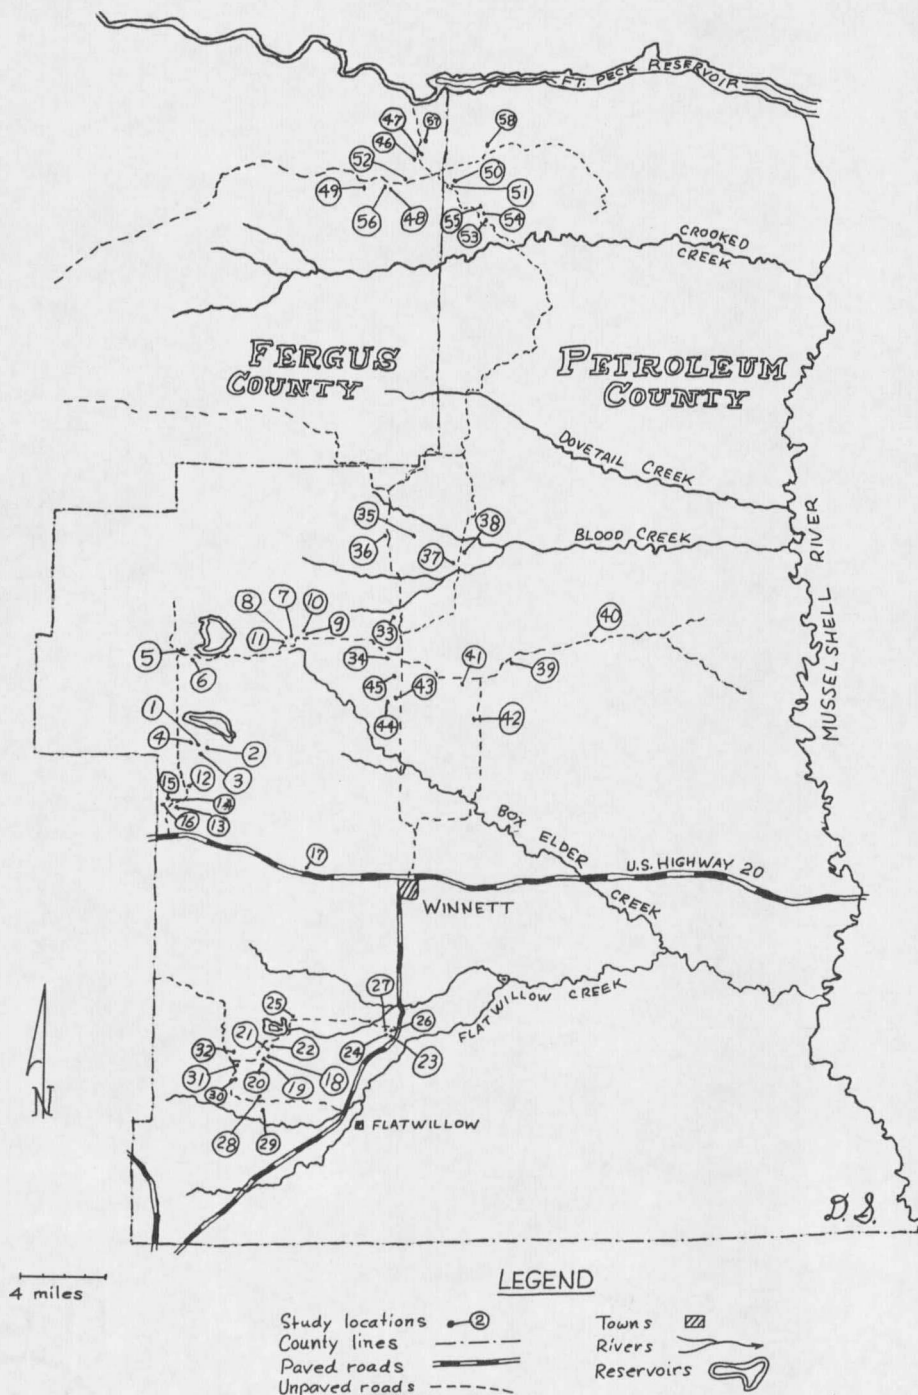 FT. PECK RESERVOIR
47
57
58
46
52
50
49
51
56
48
55
54
53
CROOKED
CREEK
FERGUS
COUNTY
PETROLEUM
COUNTY
DOVETAIL CREEK
35
38
36
37
BLOOD CREEK
MUSSELSHELL RIVER
7
10
8
9
11
33
40
5
34
6
41
39
45
43
44
42
1
4
2
3
12
15
14
16
13
17
BOX ELDER
CREEK
U.S. HIGHWAY 20
WINNETT
27
25
26
FLATWILLOW CREEK
21
24
32
22
23
31
18
30
20
19
28
29
FLATWILLOW
N
D.S.
4 miles
LEGEND
Study locations 2
Towns
County lines
Rivers
Paved roads
Reservoirs
Unpaved roads